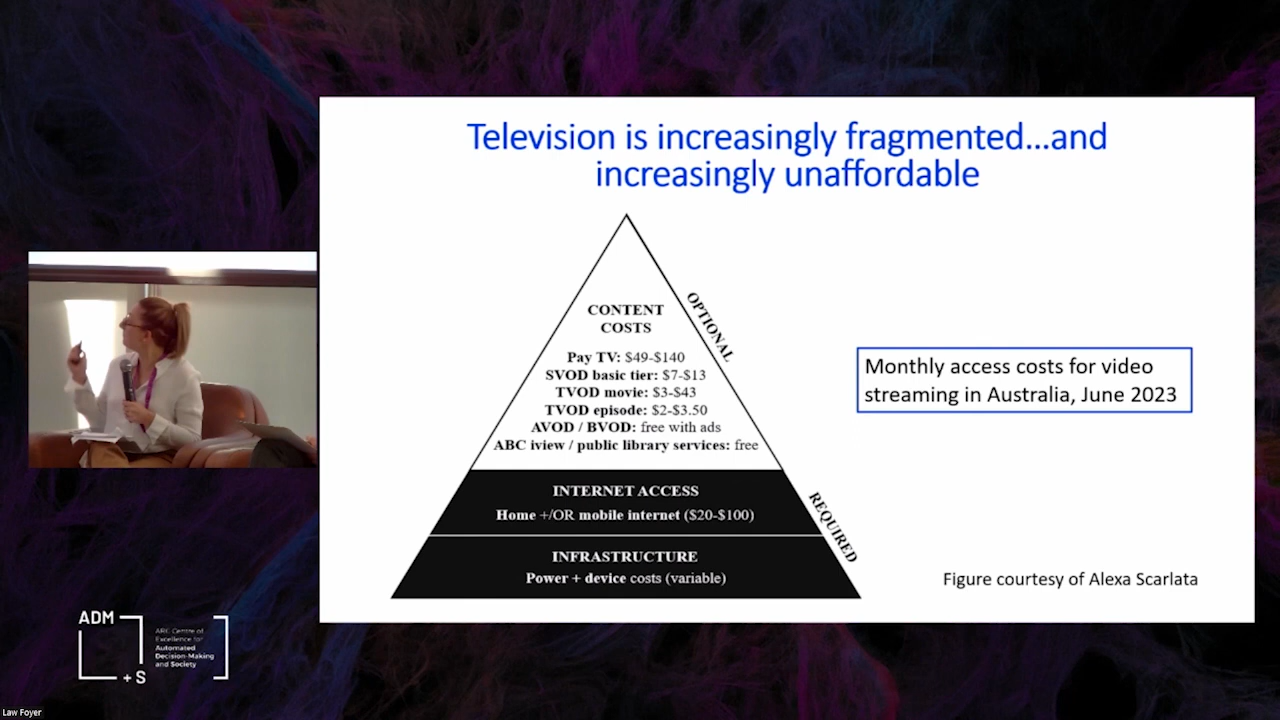 Television is increasingly fragmented...and
increasingly unaffordable
CONTENT
COSTS
Pay TV: $49-$140
SVOD basic tier: $7-$13
TVOD movie: $3-$43
TVOD episode: $2-$3.50
AVOD / BVOD: free with ads
ABC iview / public library services: free
OPTIONAL
INTERNET ACCESS
Home +/OR mobile internet ($20-$100)
INFRASTRUCTURE
Power + device costs (variable)
REQUIRED
Monthly access costs for video
streaming in Australia, June 2023
Figure courtesy of Alexa Scarlata
ADM
+ S
ARC Centre of
Excellence for
Automated
Decision-Making
and Society
Law Foyer